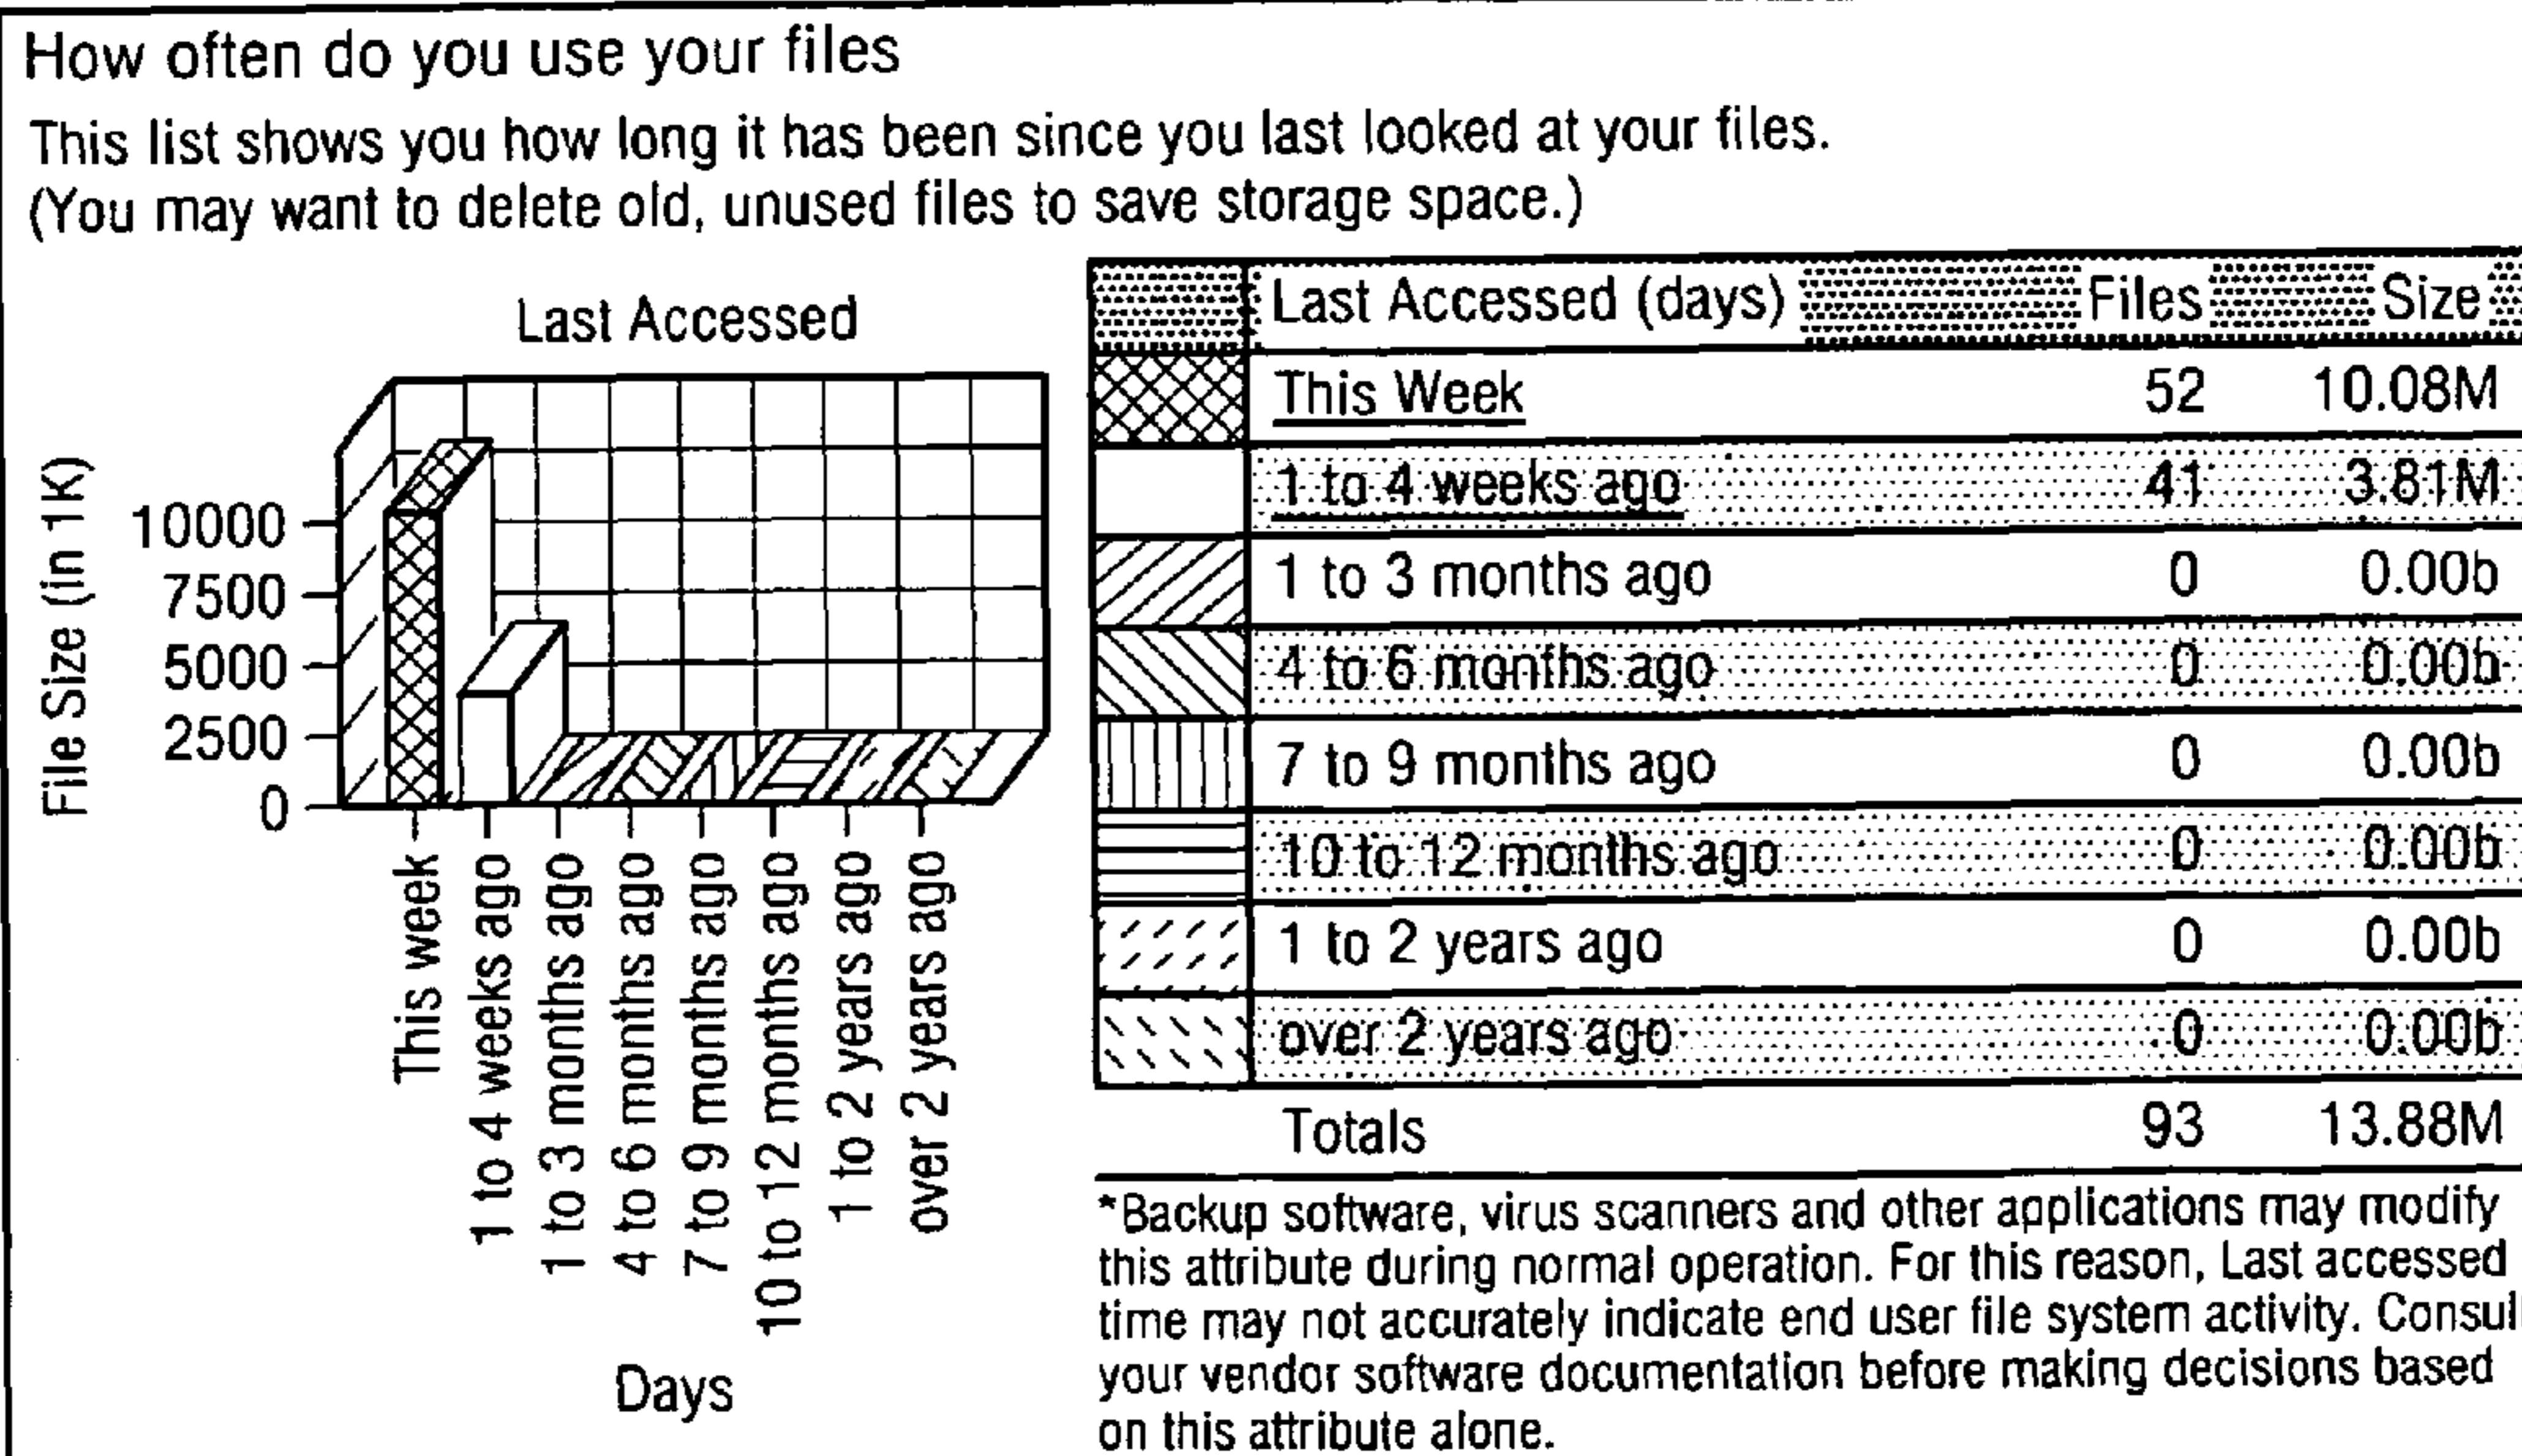 How often do you use your files
This list shows you how long it has been since you last looked at your files.
(You may want to delete old, unused files to save storage space.)
Last Accessed
File Size (in 1K)
10000
7500
5000
2500
0
This week
1 to 4 weeks ago
1 to 3 months ago
4 to 6 months ago
7 to 9 months ago
10 to 12 months ago
1 to 2 years ago
over 2 years ago
Days
Last Accessed (days) Files Size
This Week 52 10.08M
1 to 4 weeks ago 41 3.81M
1 to 3 months ago 0 0.00b
4 to 6 months ago 0 0.00b
7 to 9 months ago 0 0.00b
10 to 12 months ago 0 0.00b
1 to 2 years ago 0 0.00b
over 2 years ago 0 0.00b
Totals 93 13.88M
*Backup software, virus scanners and other applications may modify
this attribute during normal operation. For this reason, Last accessed
time may not accurately indicate end user file system activity. Consult
your vendor software documentation before making decisions based
on this attribute alone.